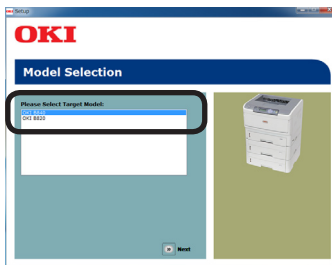 Setup
OKI
Model Selection
Please Select Target Model:
OKI B820
Next